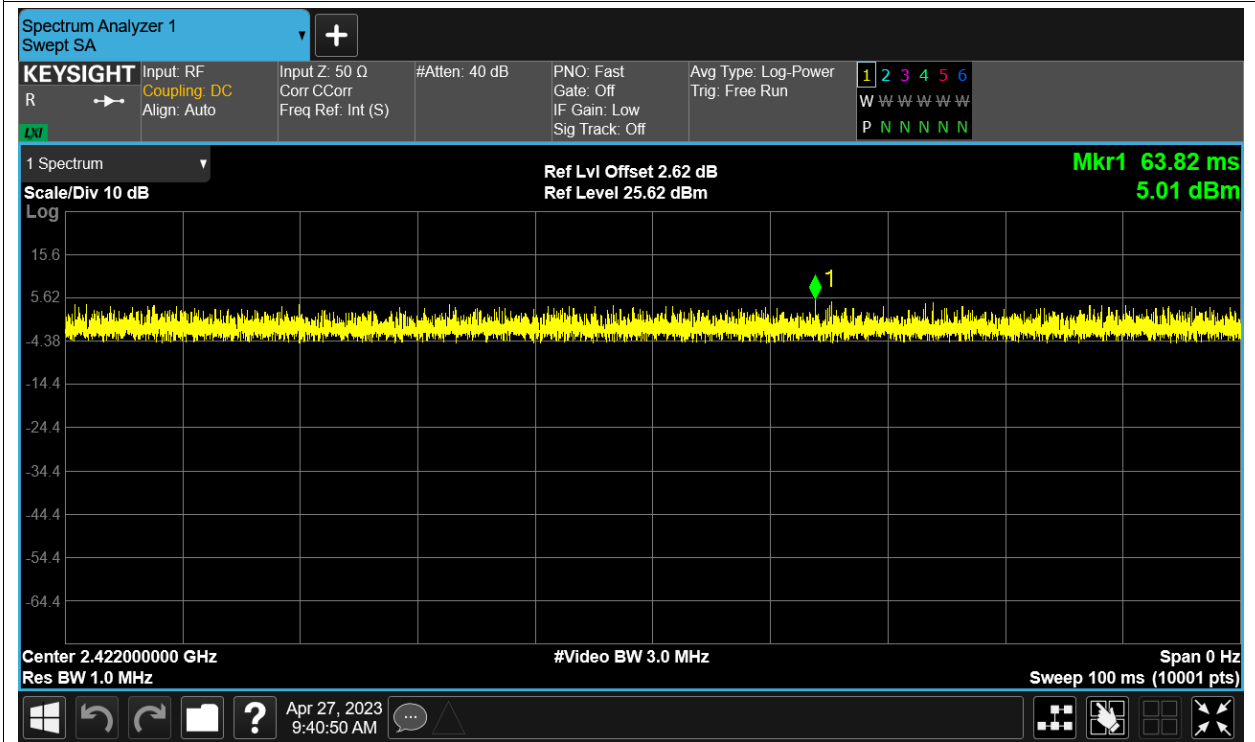 Spectrum Analyzer 1
Swept SA
▼
+
KEYSIGHT
R
LXI
Input: RF
Coupling: DC
Align: Auto
Input Z: 50 Ω
Corr CCorr
Freq Ref: Int (S)
#Atten: 40 dB
PNO: Fast
Gate: Off
IF Gain: Low
Sig Track: Off
Avg Type: Log-Power
Trig: Free Run
1 2 3 4 5 6
W W W W W W
P N N N N N
1 Spectrum ▼
Scale/Div 10 dB
Log
Ref Lvl Offset 2.62 dB
Ref Level 25.62 dBm
Mkr1 63.82 ms
5.01 dBm
1
15.6
5.62
-4.38
-14.4
-24.4
-34.4
-44.4
-54.4
-64.4
Center 2.422000000 GHz
Res BW 1.0 MHz
#Video BW 3.0 MHz
Span 0 Hz
Sweep 100 ms (10001 pts)
?
Apr 27, 2023
9:40:50 AM